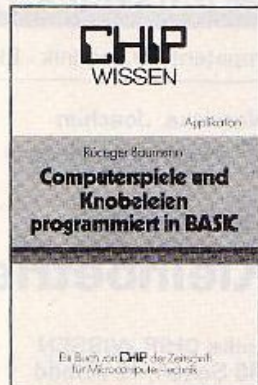 CHIP
WISSEN
Applikation
Rüdeger Baumann
Computerspiele und
Knobeleien
programmiert in BASIC
Ein Buch von CHIP, der Zeitschrift
für Microcomputer-Technik